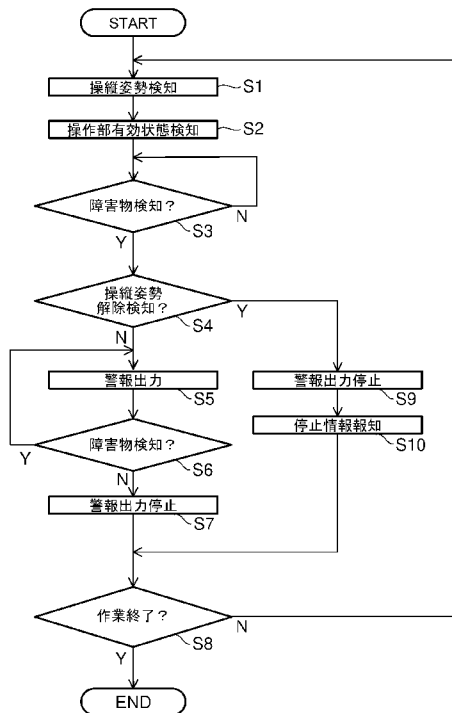 START
操縦姿勢検知
S1
操作部有効状態検知
S2
障害物検知?
N
S3
Y
操縦姿勢
解除検知?
Y
S4
N
警報出力
S5
警報出力停止
S9
停止情報報知
S10
障害物検知?
Y
S6
N
警報出力停止
S7
作業終了?
N
S8
Y
END